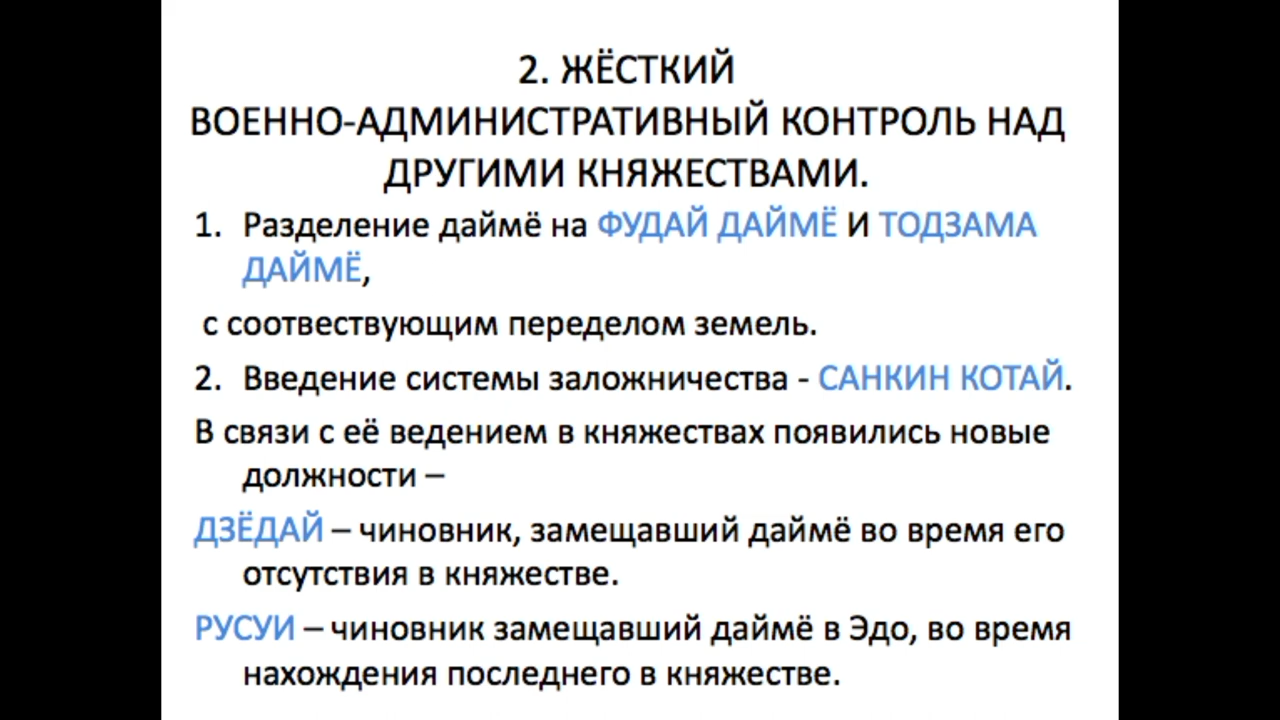 2. ЖЁСТКИЙ
ВОЕННО-АДМИНИСТРАТИВНЫЙ КОНТРОЛЬ НАД
ДРУГИМИ КНЯЖЕСТВАМИ.
1. Разделение даймё на ФУДАЙ ДАЙМЁ И ТОДЗАМА
ДАЙМЁ,
с соотвествующим переделом земель.
2. Введение системы заложничества - САНКИН КОТАЙ.
В связи с её ведением в княжествах появились новые
должности –
ДЗЁДАЙ – чиновник, замещавший даймё во время его
отсутствия в княжестве.
РУСУИ – чиновник замещавший даймё в Эдо, во время
нахождения последнего в княжестве.